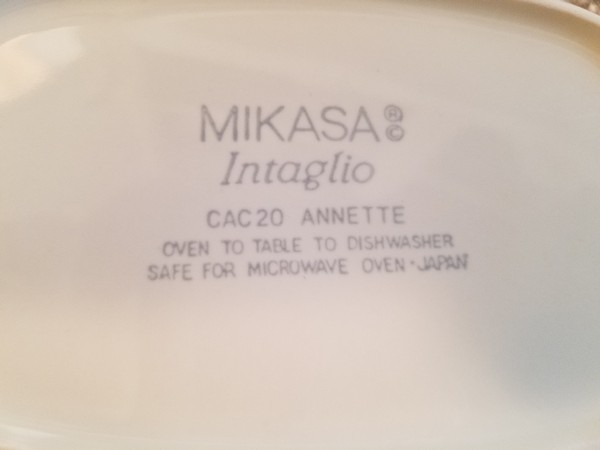 MIKASA®©
Intaglio
CAC20 ANNETTE
OVEN TO TABLE TO DISHWASHER
SAFE FOR MICROWAVE OVEN-JAPAN